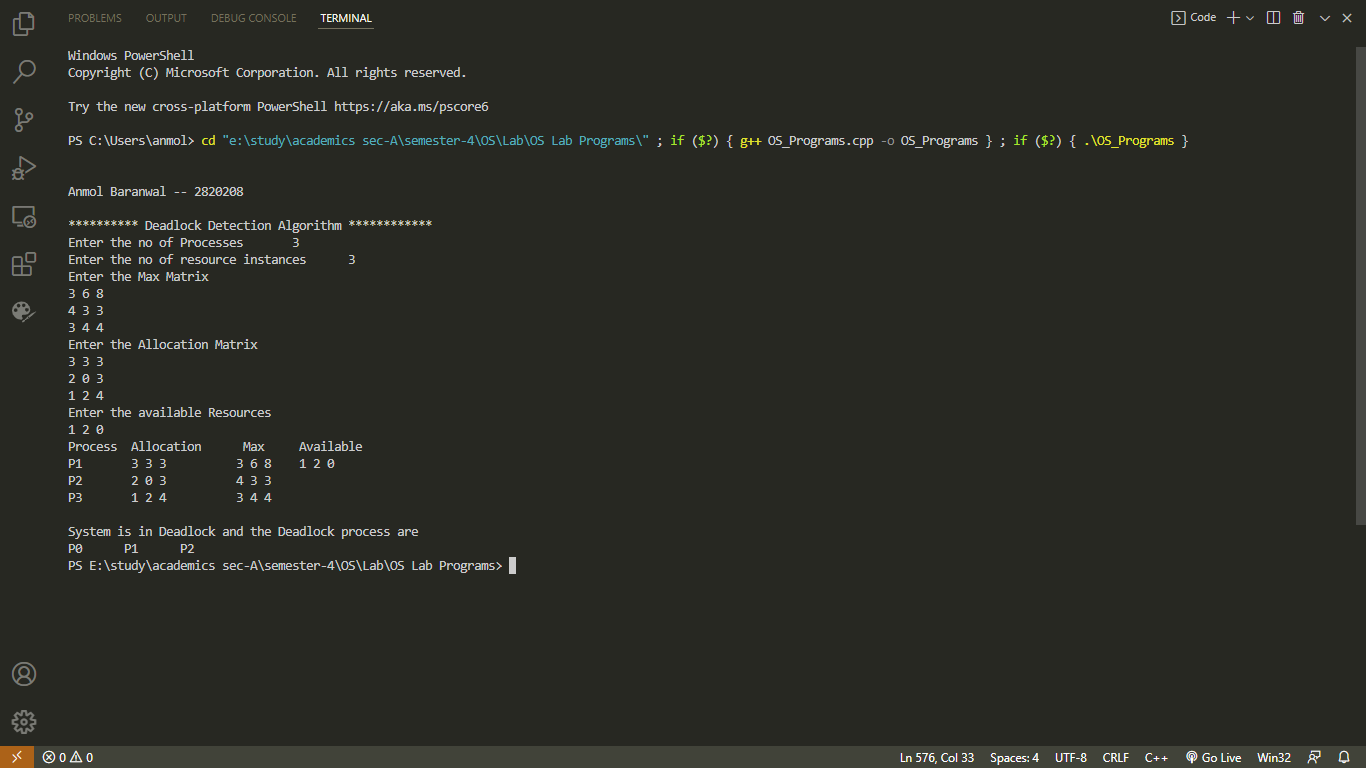 PROBLEMS OUTPUT DEBUG CONSOLE TERMINAL Code
Windows PowerShell
Copyright (C) Microsoft Corporation. All rights reserved.
Try the new cross-platform PowerShell https://aka.ms/pscore6
PS C:\Users\anmol> cd "e:\study\academics sec-A\semester-4\OS\Lab\OS Lab Programs\" ; if ($?) { g++ OS_Programs.cpp -o OS_Programs } ; if ($?) { .\OS_Programs }
Anmol Baranwal -- 2820208
********** Deadlock Detection Algorithm ************
Enter the no of Processes 3
Enter the no of resource instances 3
Enter the Max Matrix
3 6 8
4 3 3
3 4 4
Enter the Allocation Matrix
3 3 3
2 0 3
1 2 4
Enter the available Resources
1 2 0
Process Allocation Max Available
P1 3 3 3 3 6 8 1 2 0
P2 2 0 3 4 3 3
P3 1 2 4 3 4 4
System is in Deadlock and the Deadlock process are
P0 P1 P2
PS E:\study\academics sec-A\semester-4\OS\Lab\OS Lab Programs>
0 0 Ln 576, Col 33 Spaces: 4 UTF-8 CRLF C++ Go Live Win32